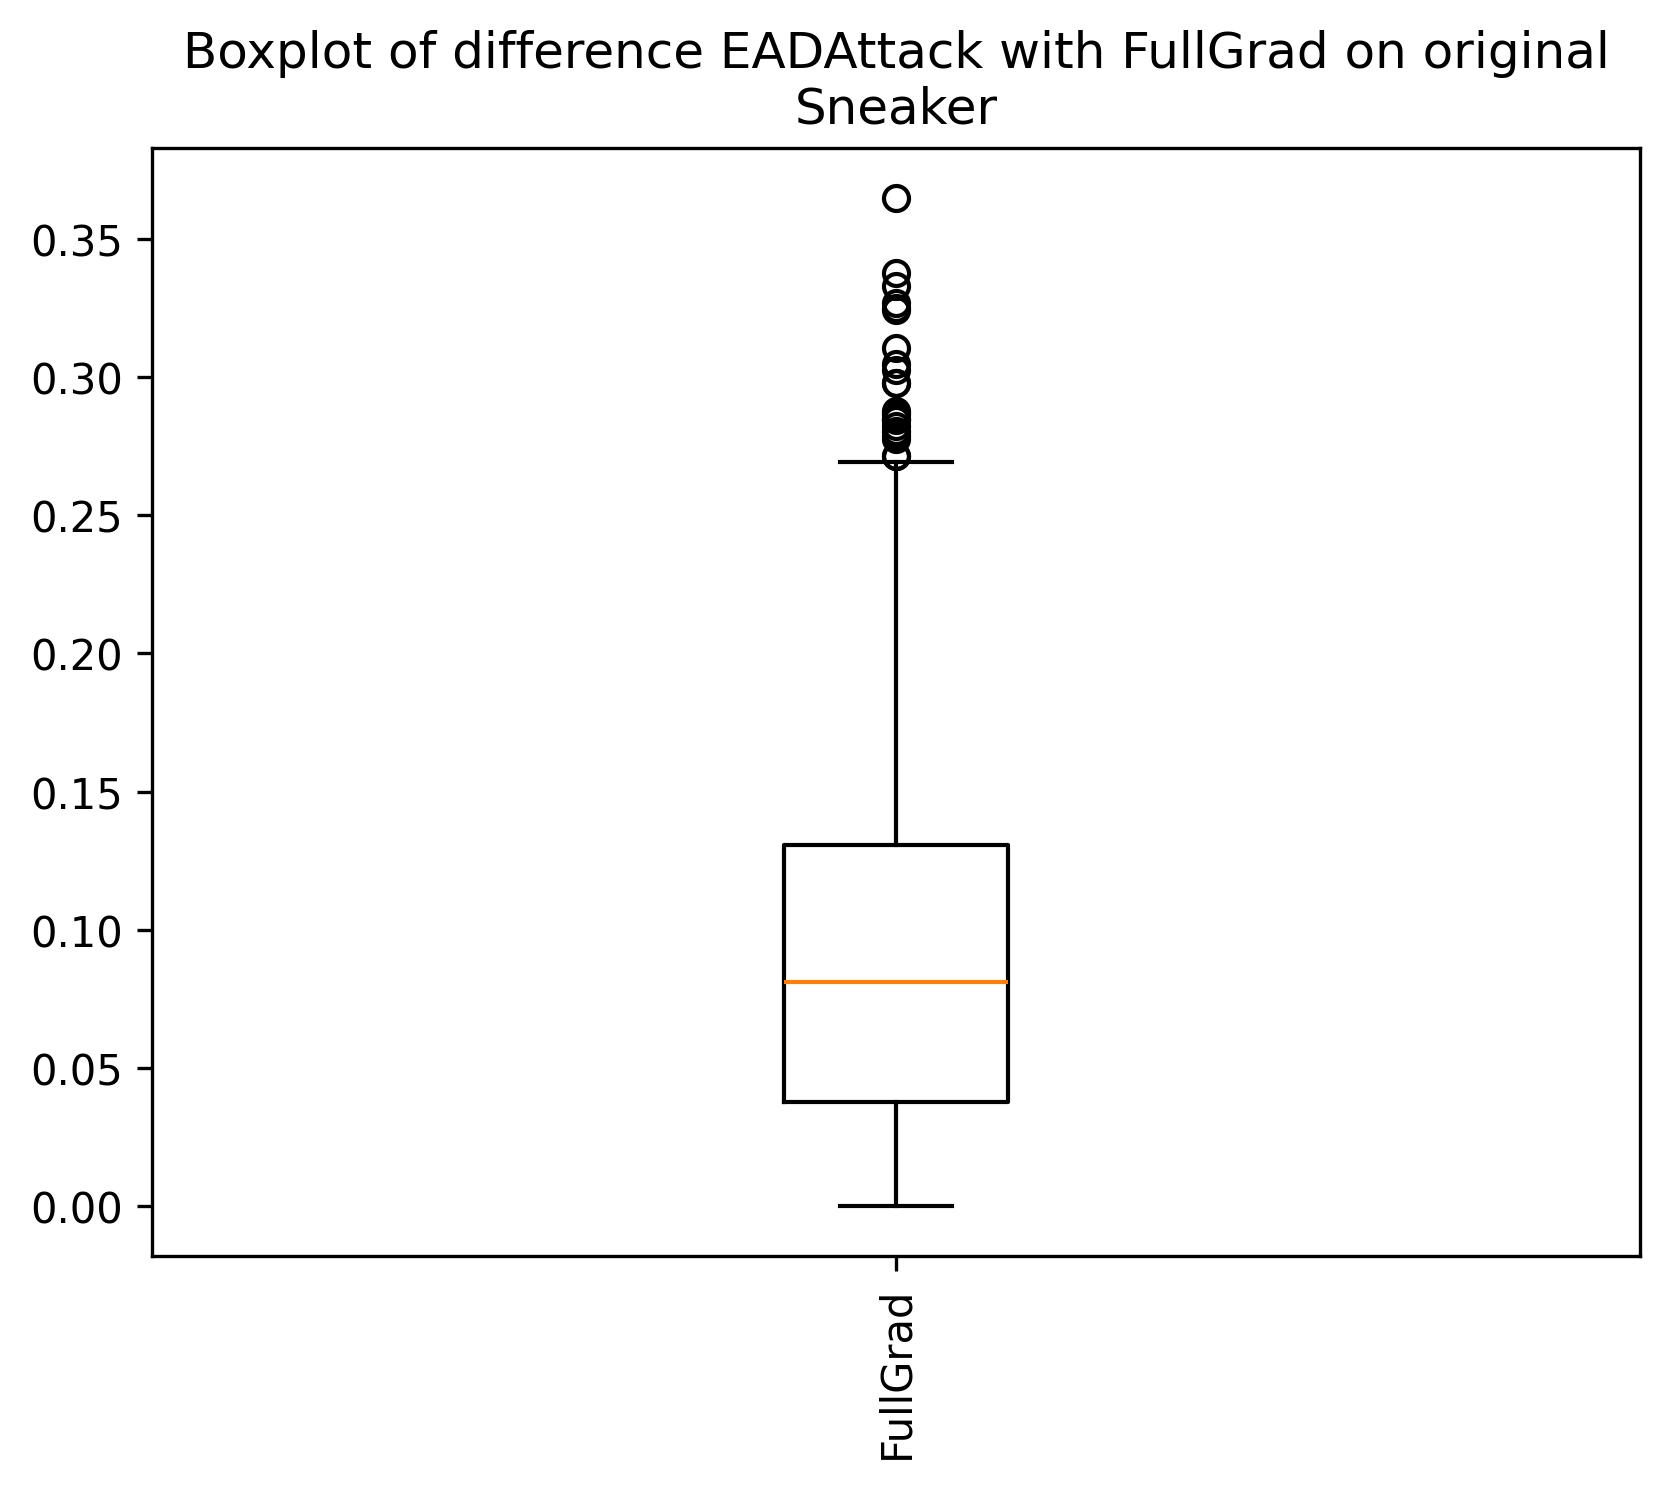 Boxplot of difference EADAttack with FullGrad on original
Sneaker
0.35
0.30
0.25
0.20
0.15
0.10
0.05
0.00
FullGrad